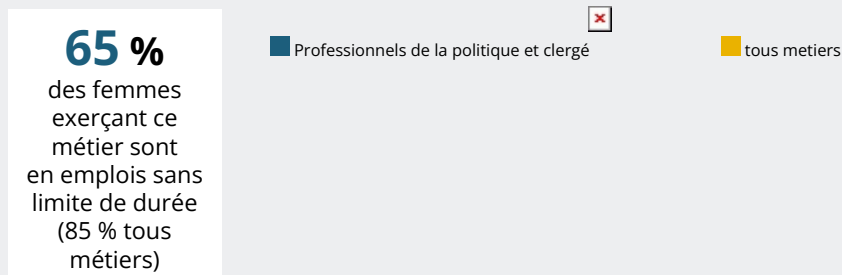 65 %
des femmes
exerçant ce
métier sont
en emplois sans
limite de durée
(85 % tous
métiers)
Professionnels de la politique et clergé
tous metiers